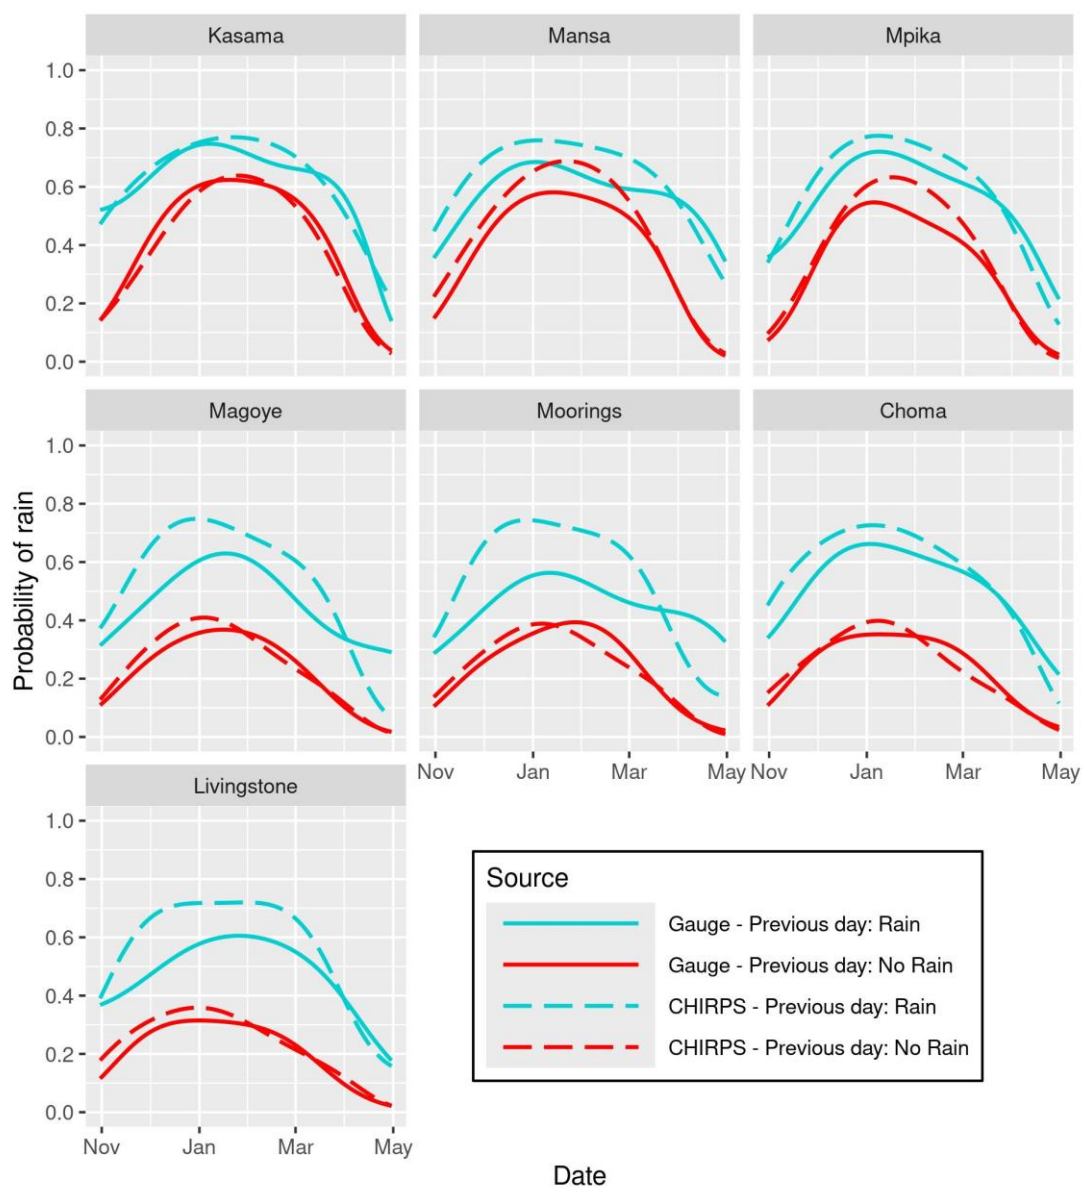 Kasama
Mansa
Mpika
1.0
0.8
0.6
0.4
0.2
0.0
Magoye
Moorings
Choma
1.0
0.8
0.6
0.4
0.2
0.0
Nov Jan Mar May
Nov Jan Mar May
Livingstone
1.0
0.8
0.6
0.4
0.2
0.0
Nov Jan Mar May
Probability of rain
Date
Source
Gauge - Previous day: Rain
Gauge - Previous day: No Rain
CHIRPS - Previous day: Rain
CHIRPS - Previous day: No Rain